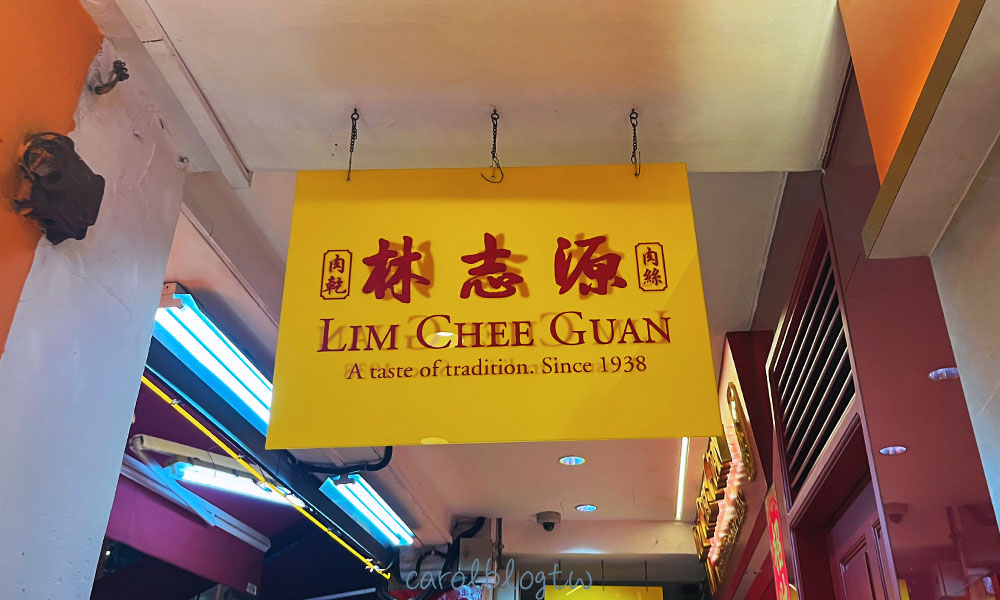 肉乾 林志源 肉絲
LIM CHEE GUAN
A taste of tradition. Since 1938
carolblogtw